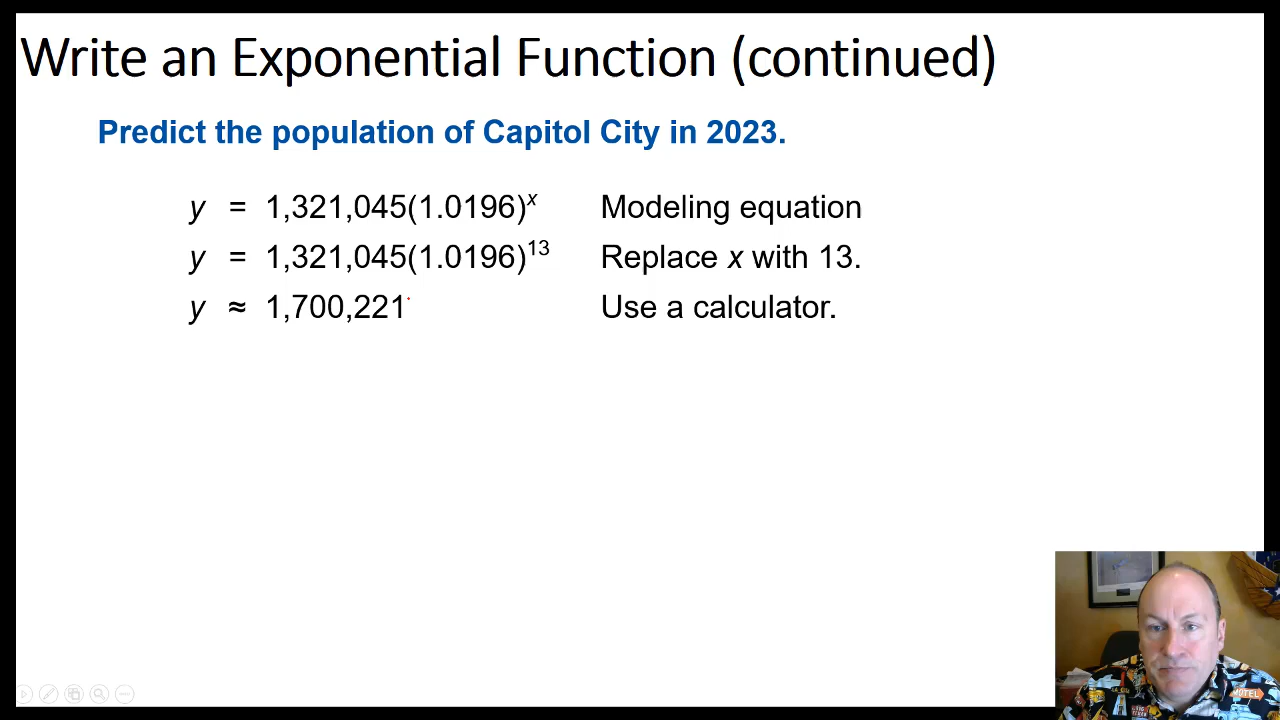 Write an Exponential Function (continued)
Predict the population of Capitol City in 2023.
y = 1,321,045(1.0196)ˣ Modeling equation
y = 1,321,045(1.0196)¹³ Replace x with 13.
y ≈ 1,700,221 Use a calculator.
MOTEL